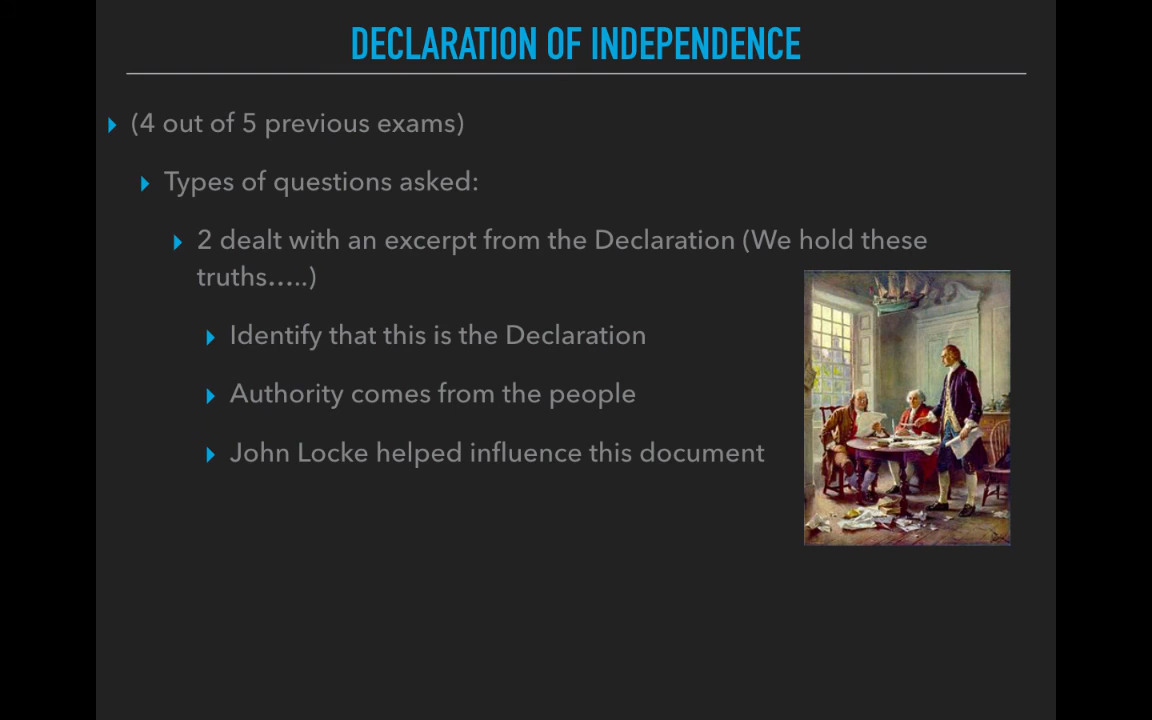 DECLARATION OF INDEPENDENCE
(4 out of 5 previous exams)
Types of questions asked:
2 dealt with an excerpt from the Declaration (We hold these
truths…..)
Identify that this is the Declaration
Authority comes from the people
John Locke helped influence this document